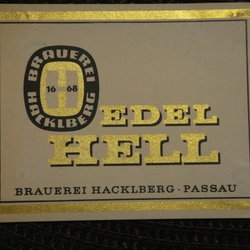 BRAUEREI
16 68
HACKLBERG
EDEL
HELL
BRAUEREI HACKLBERG · PASSAU